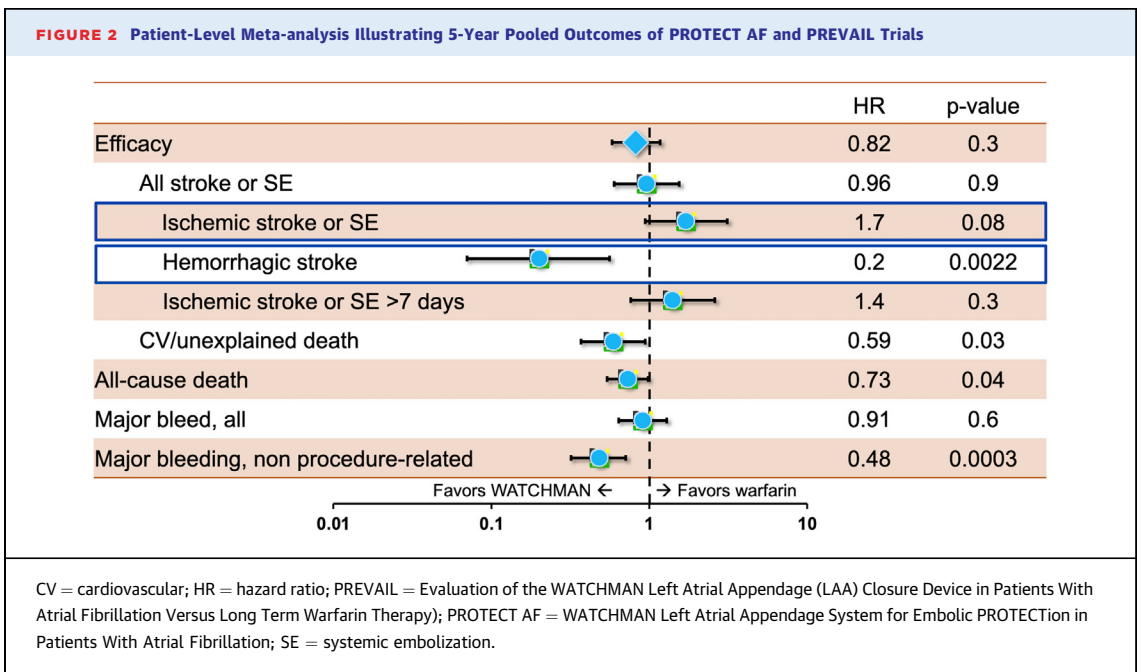 FIGURE 2 Patient-Level Meta-analysis Illustrating 5-Year Pooled Outcomes of PROTECT AF and PREVAIL Trials
HR p-value
Efficacy 0.82 0.3
All stroke or SE 0.96 0.9
Ischemic stroke or SE 1.7 0.08
Hemorrhagic stroke 0.2 0.0022
Ischemic stroke or SE >7 days 1.4 0.3
CV/unexplained death 0.59 0.03
All-cause death 0.73 0.04
Major bleed, all 0.91 0.6
Major bleeding, non procedure-related 0.48 0.0003
Favors WATCHMAN ← → Favors warfarin
0.01 0.1 1 10
CV = cardiovascular; HR = hazard ratio; PREVAIL = Evaluation of the WATCHMAN Left Atrial Appendage (LAA) Closure Device in Patients With
Atrial Fibrillation Versus Long Term Warfarin Therapy); PROTECT AF = WATCHMAN Left Atrial Appendage System for Embolic PROTECTion in
Patients With Atrial Fibrillation; SE = systemic embolization.